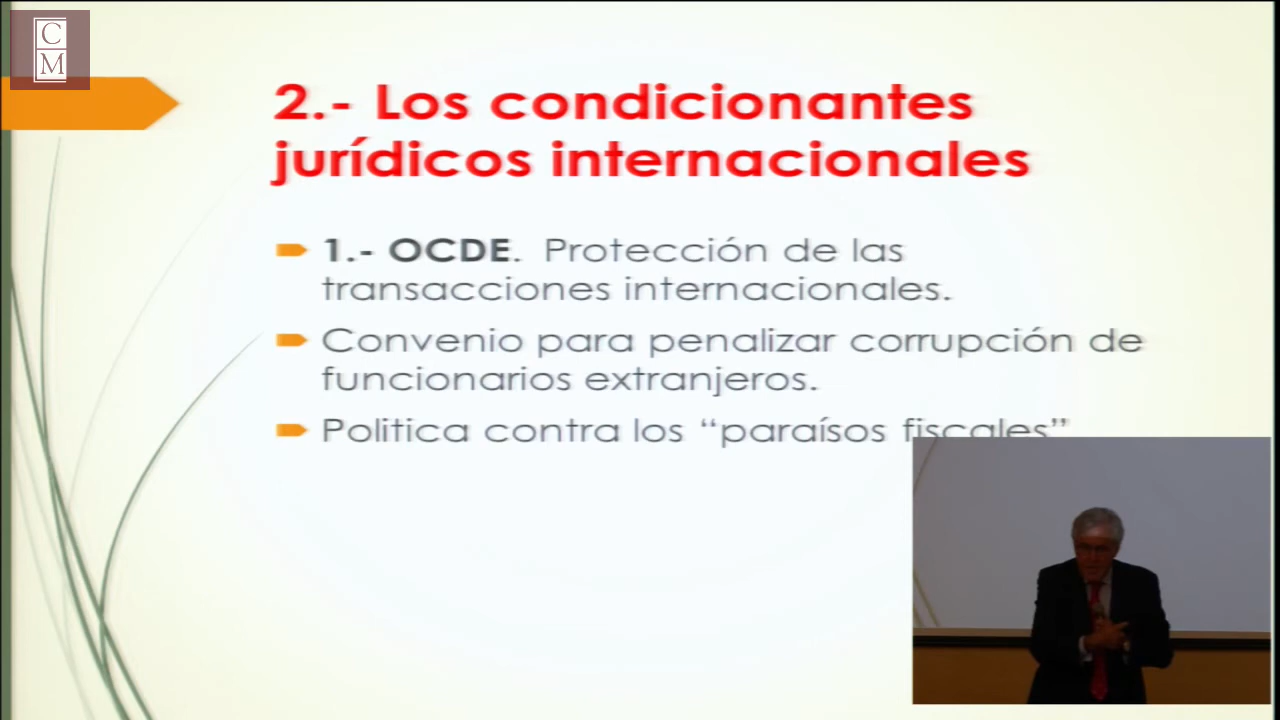 C
M
2.- Los condicionantes
jurídicos internacionales
1.- OCDE. Protección de las
transacciones internacionales.
Convenio para penalizar corrupción de
funcionarios extranjeros.
Politica contra los “paraísos fiscales”